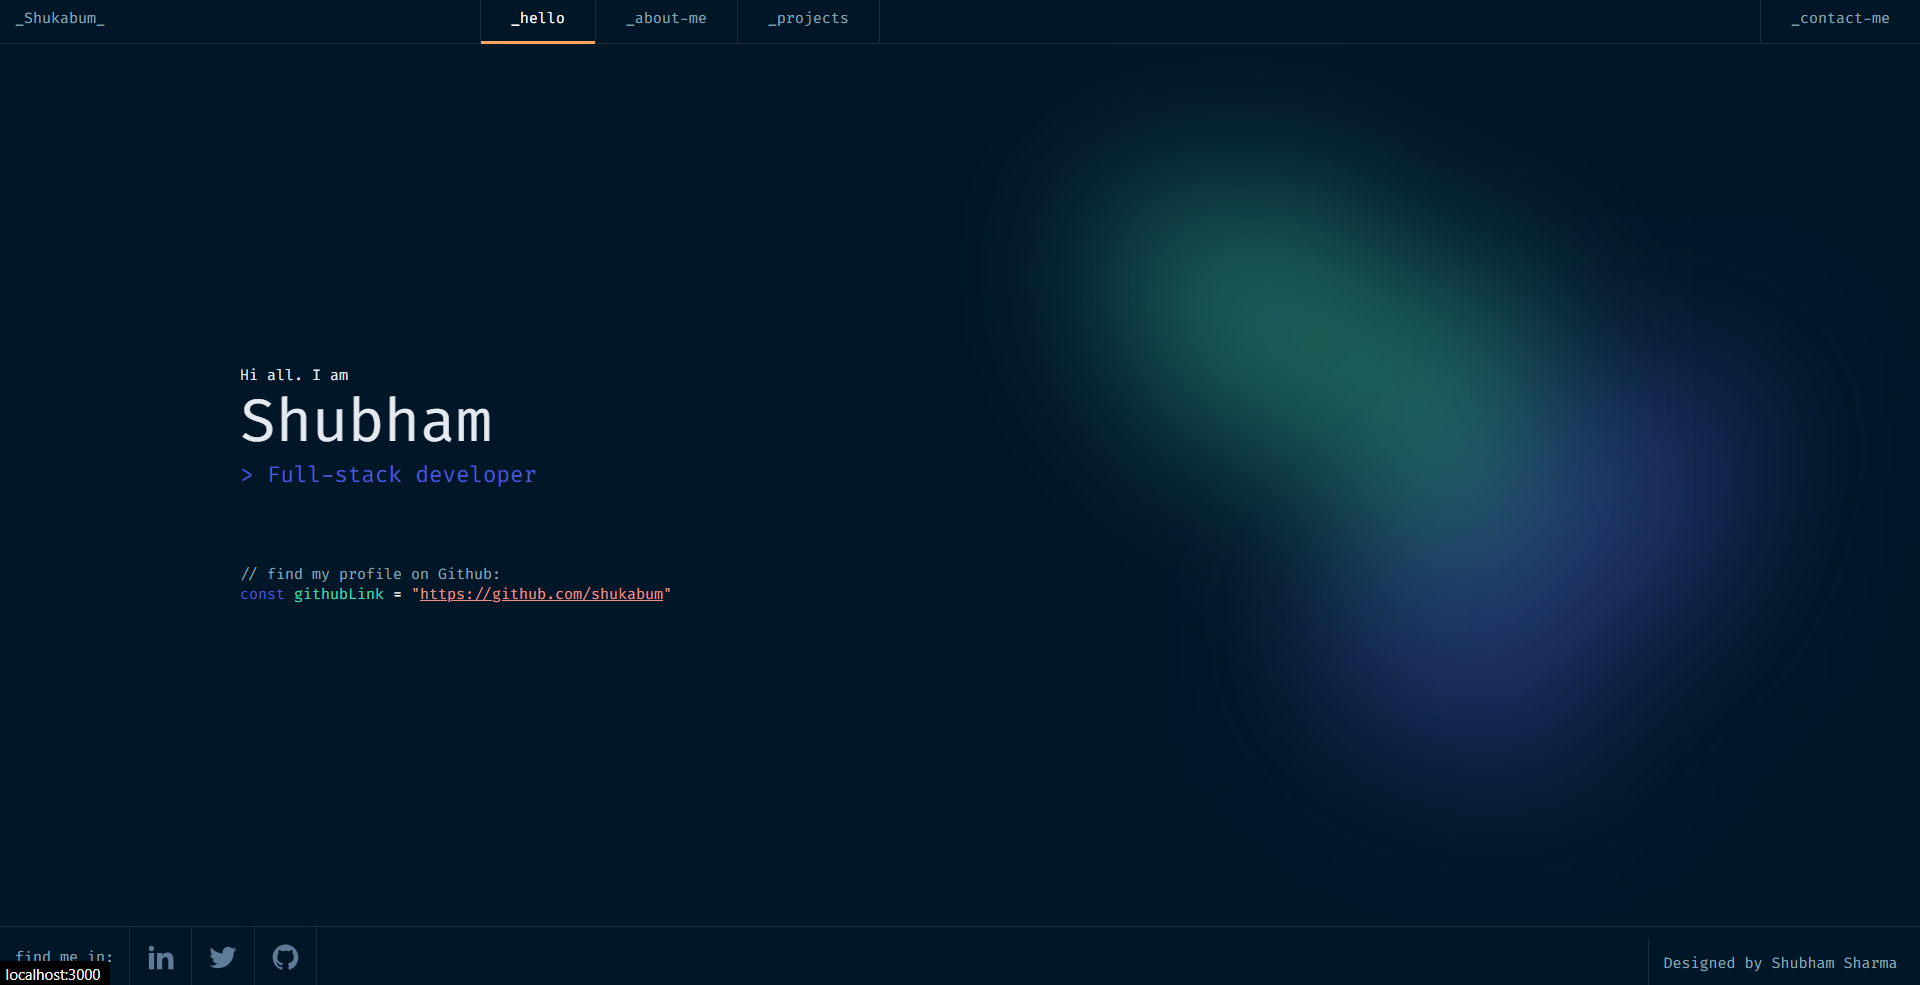 _Shukabum_
_hello
_about-me
_projects
_contact-me
Hi all. I am
Shubham
> Full-stack developer
// find my profile on Github:
const githubLink = "https://github.com/shukabum"
find me in:
in
localhost:3000
Designed by Shubham Sharma